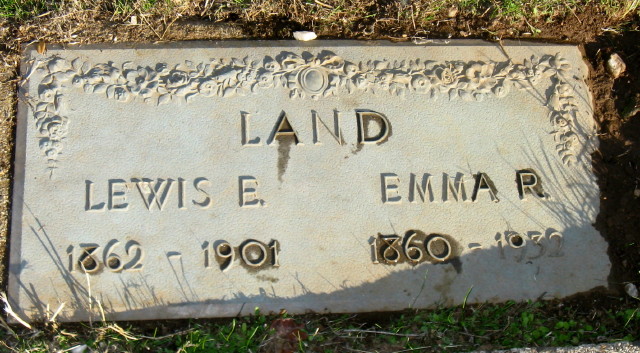 LAND
LEWIS E. EMMA R.
1862 - 1901 1860 - 1932